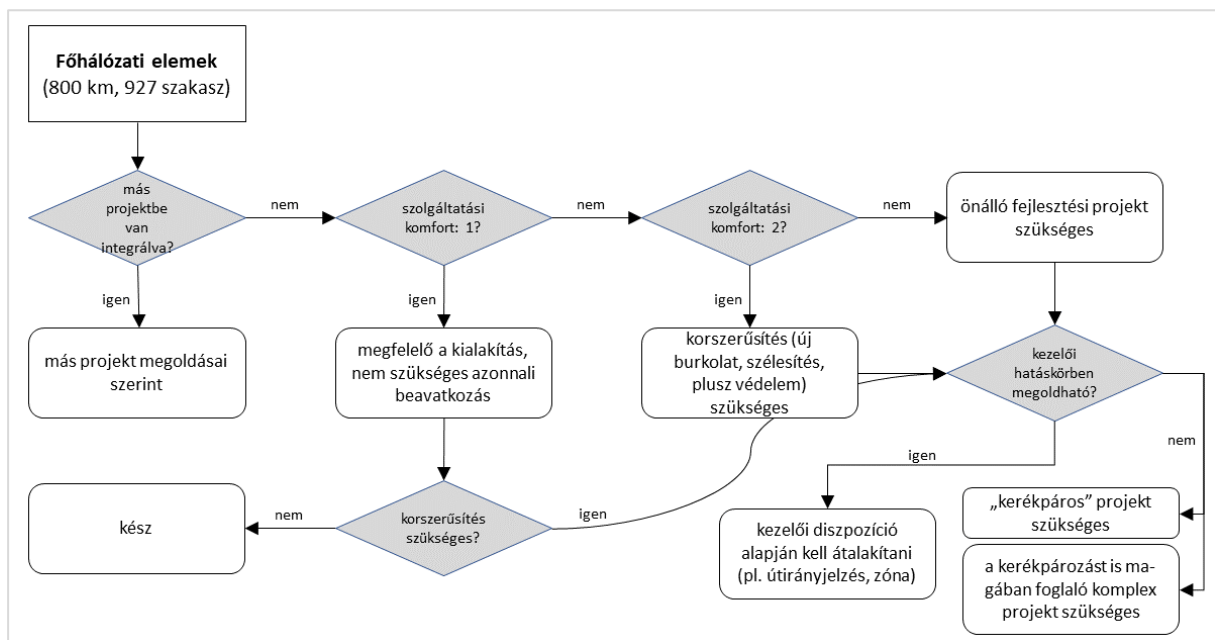 Főhálózati elemek
(800 km, 927 szakasz)
más
projektbe
van
integrálva?
nem
szolgáltatási
komfort: 1?
nem
szolgáltatási
komfort: 2?
nem
önálló fejlesztési projekt
szükséges
igen
igen
igen
más projekt megoldásai
szerint
megfelelő a kialakítás,
nem szükséges azonnali
beavatkozás
korszerűsítés (új
burkolat, szélesítés,
plusz védelem)
szükséges
kezelői
hatáskörben
megoldható?
nem
igen
kész
nem
korszerűsítés
szükséges?
igen
kezelői diszpozíció
alapján kell átalakítani
(pl. útirányjelzés, zóna)
„kerékpáros” projekt
szükséges
a kerékpározást is ma-
gában foglaló komplex
projekt szükséges